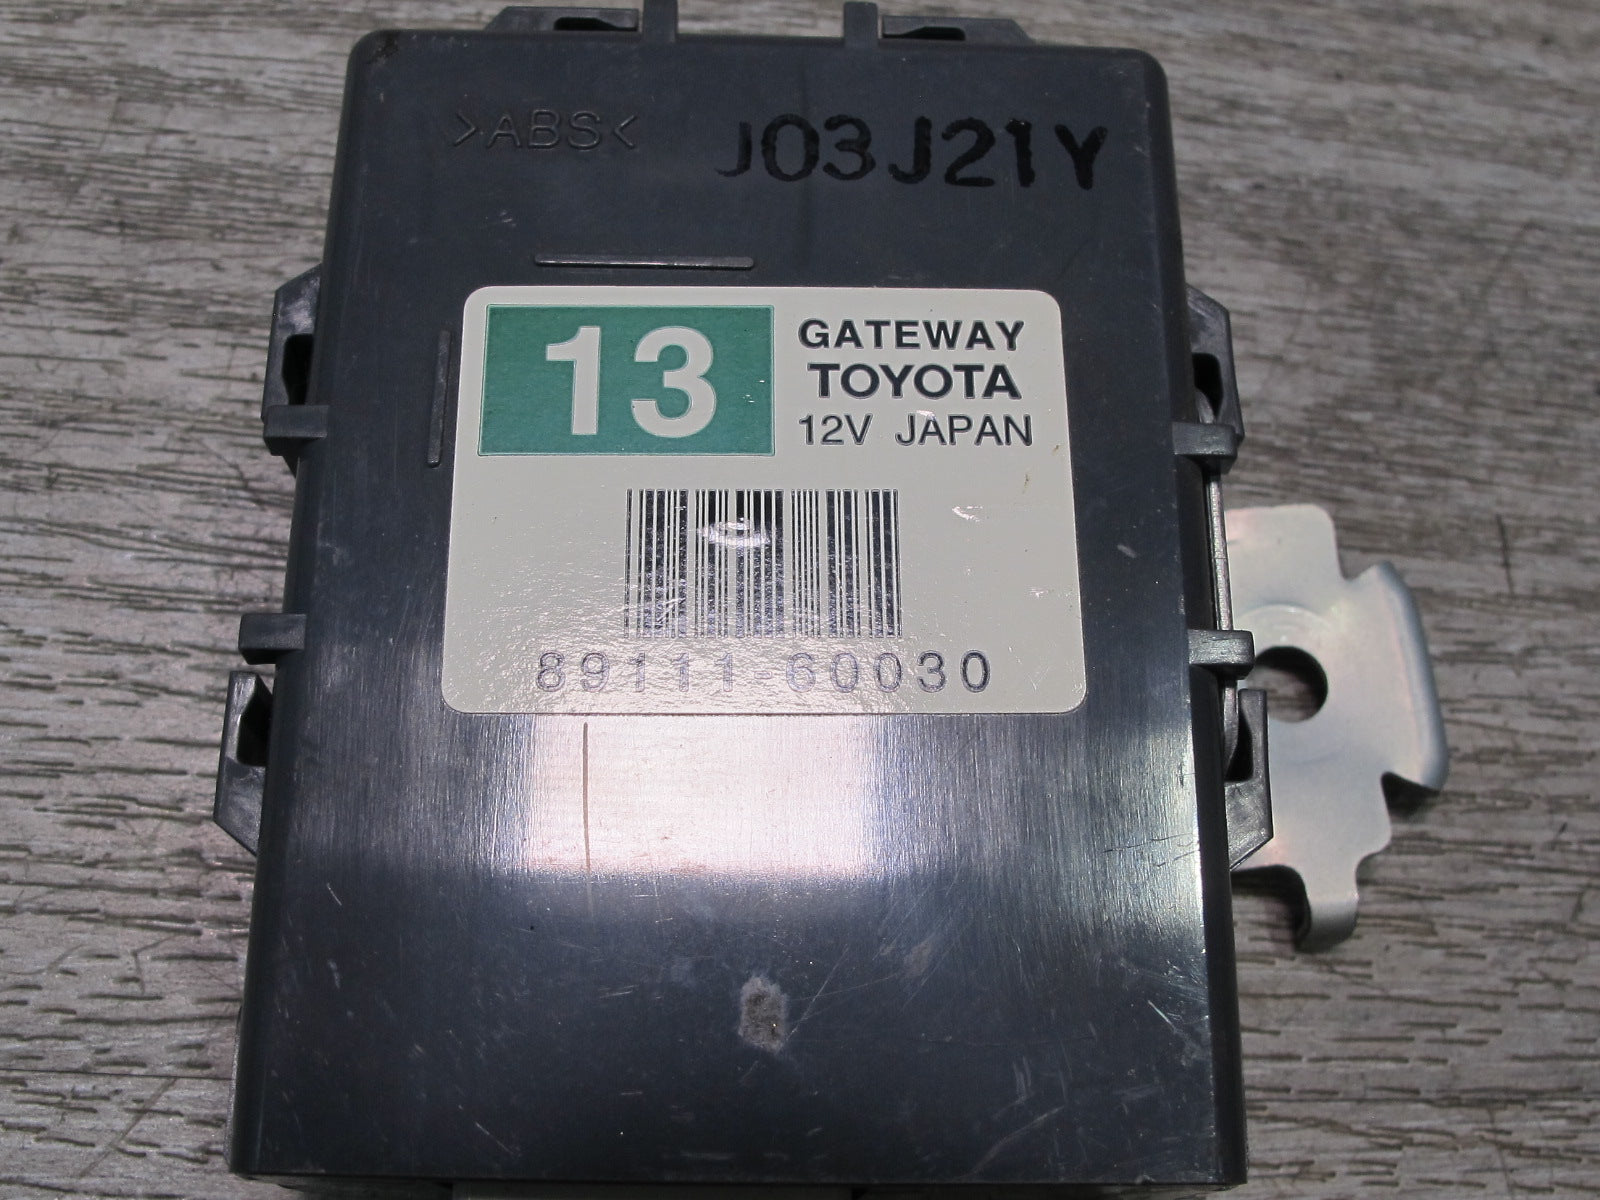 >ABS<
J03J21Y
13
GATEWAY
TOYOTA
12V JAPAN
89111-60030